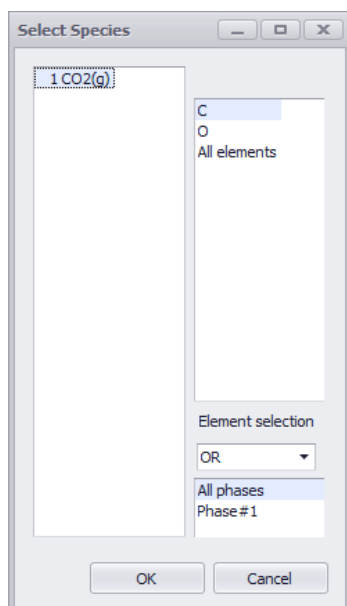 Select Species
1 CO2(g)
C
O
All elements
Element selection
OR
All phases
Phase#1
OK
Cancel